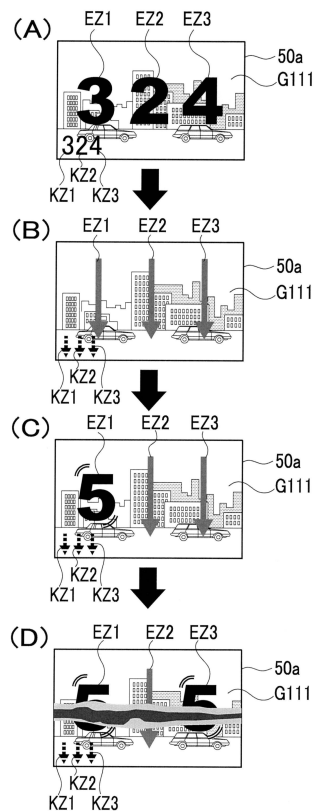 (A)
EZ1 EZ2 EZ3
50a
G111
3 2 4
324
KZ1 KZ2 KZ3
(B)
EZ1 EZ2 EZ3
50a
G111
KZ1 KZ2 KZ3
(C)
EZ1 EZ2 EZ3
50a
G111
5
KZ1 KZ2 KZ3
(D)
EZ1 EZ2 EZ3
50a
G111
5 5
KZ1 KZ2 KZ3